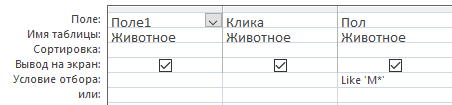 Поле: Поле1 Клика Пол
Имя таблицы: Животное Животное Животное
Сортировка:
Вывод на экран:
Условие отбора: Like 'М*'
или: